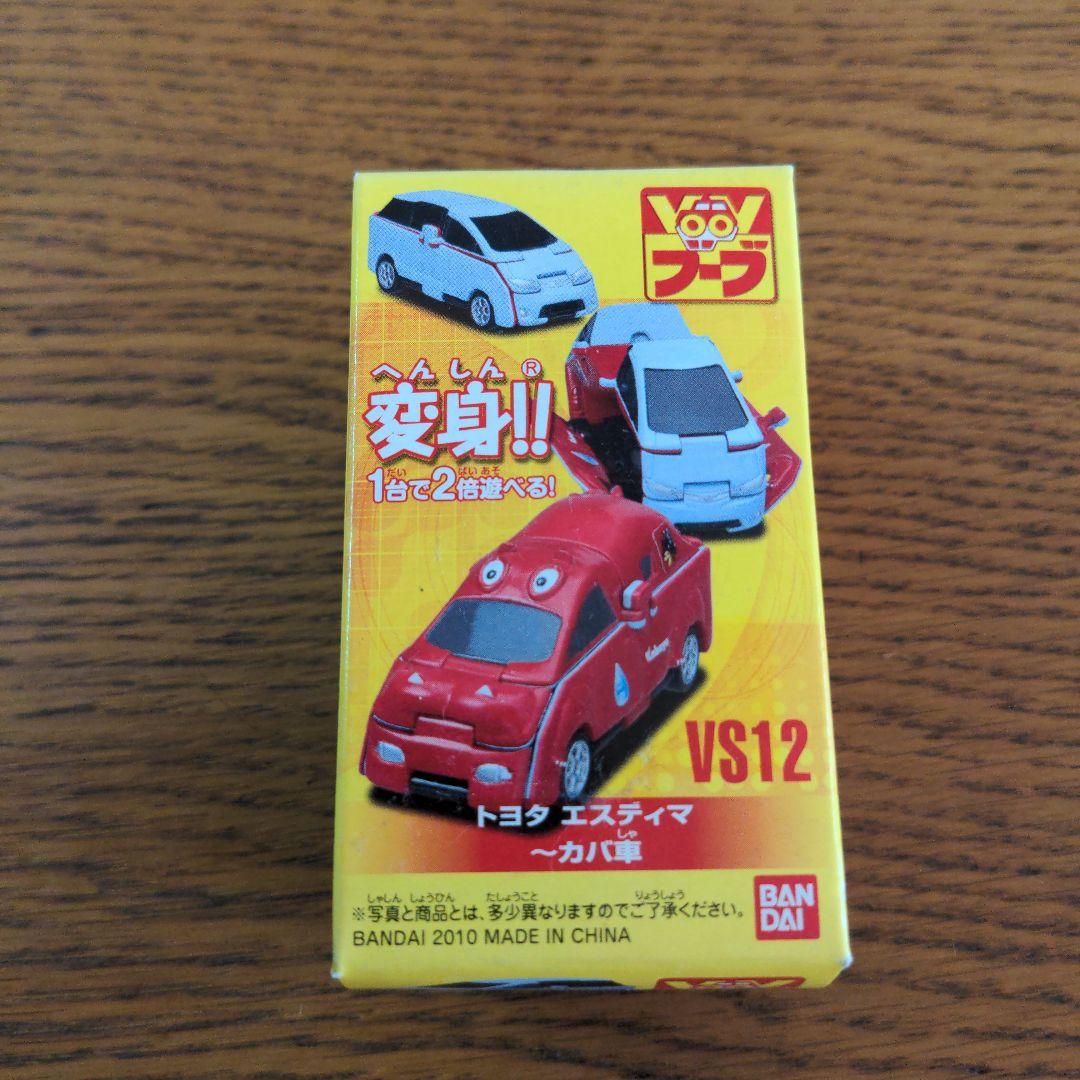 VooV
ブーブ
へんしん®
変身!!
だい ばい あそ
1台で2倍遊べる!
VS12
トヨタ エスティマ
しゃ
～カバ車
しゃしん しょうひん たしょうこと りょうしょう
※写真と商品とは、多少異なりますのでご了承ください。
BANDAI 2010 MADE IN CHINA
BAN
DAI